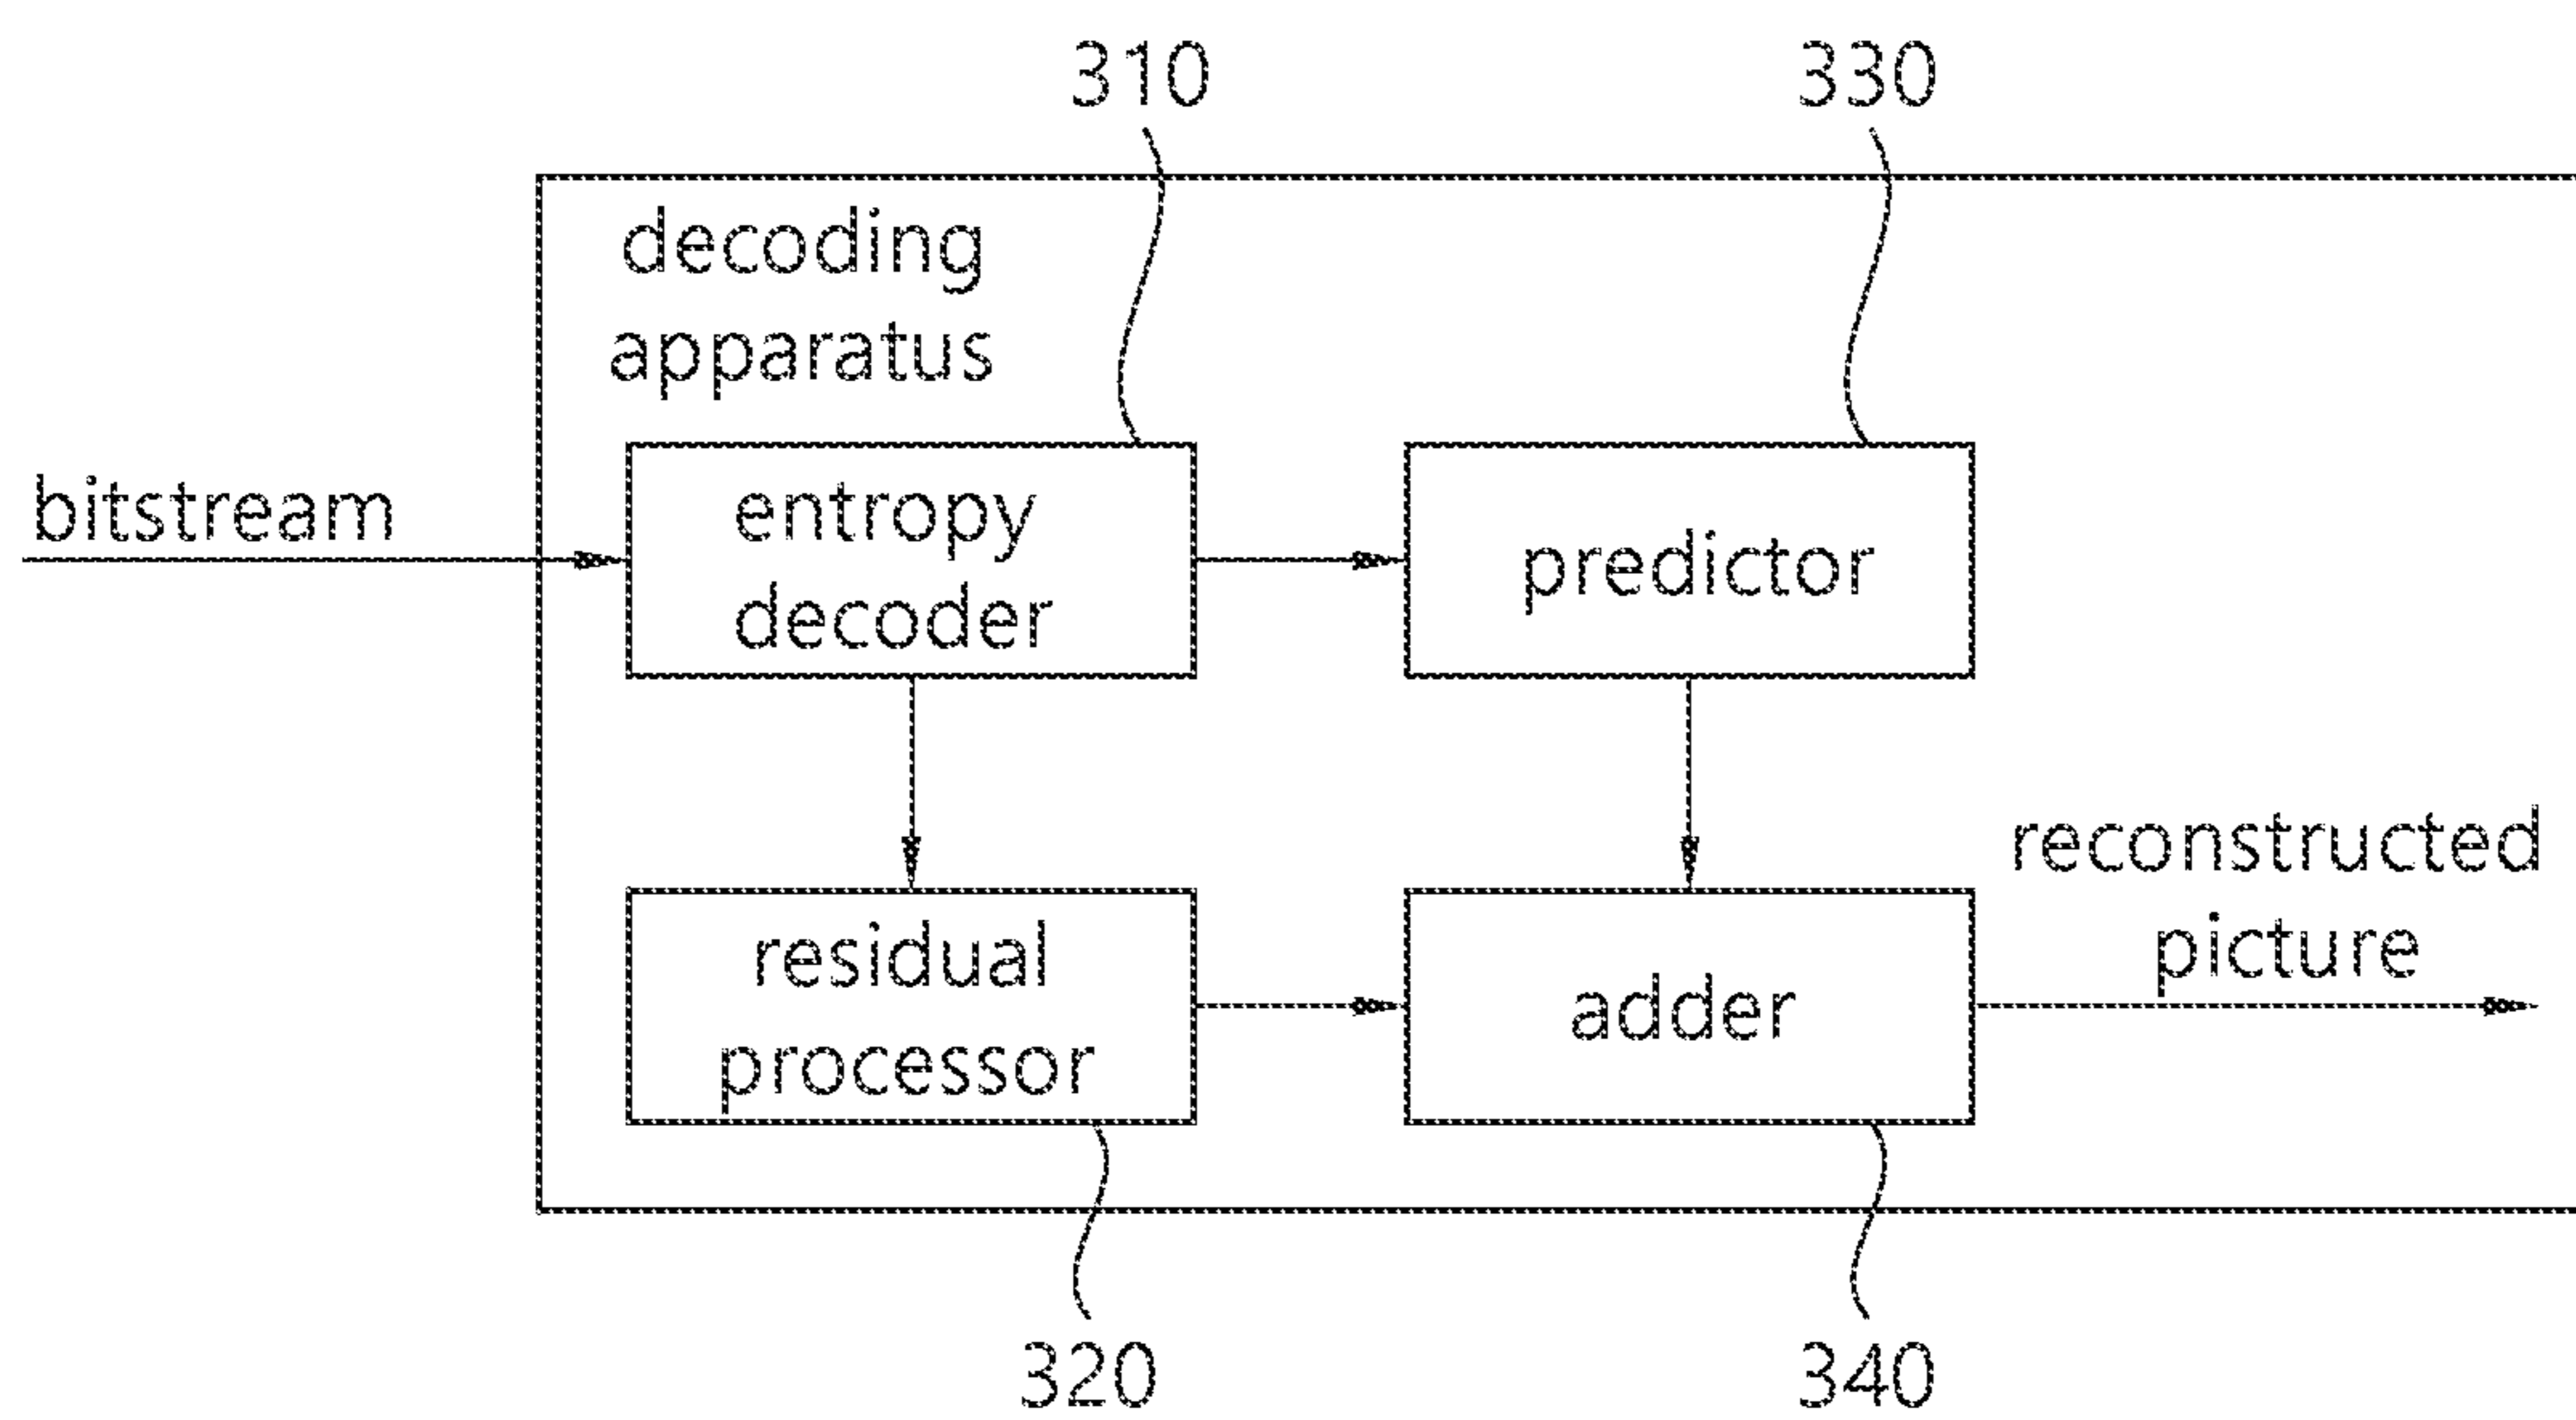 310
330
decoding
apparatus
bitstream
entropy
decoder
predictor
residual
processor
adder
reconstructed
picture
320
340